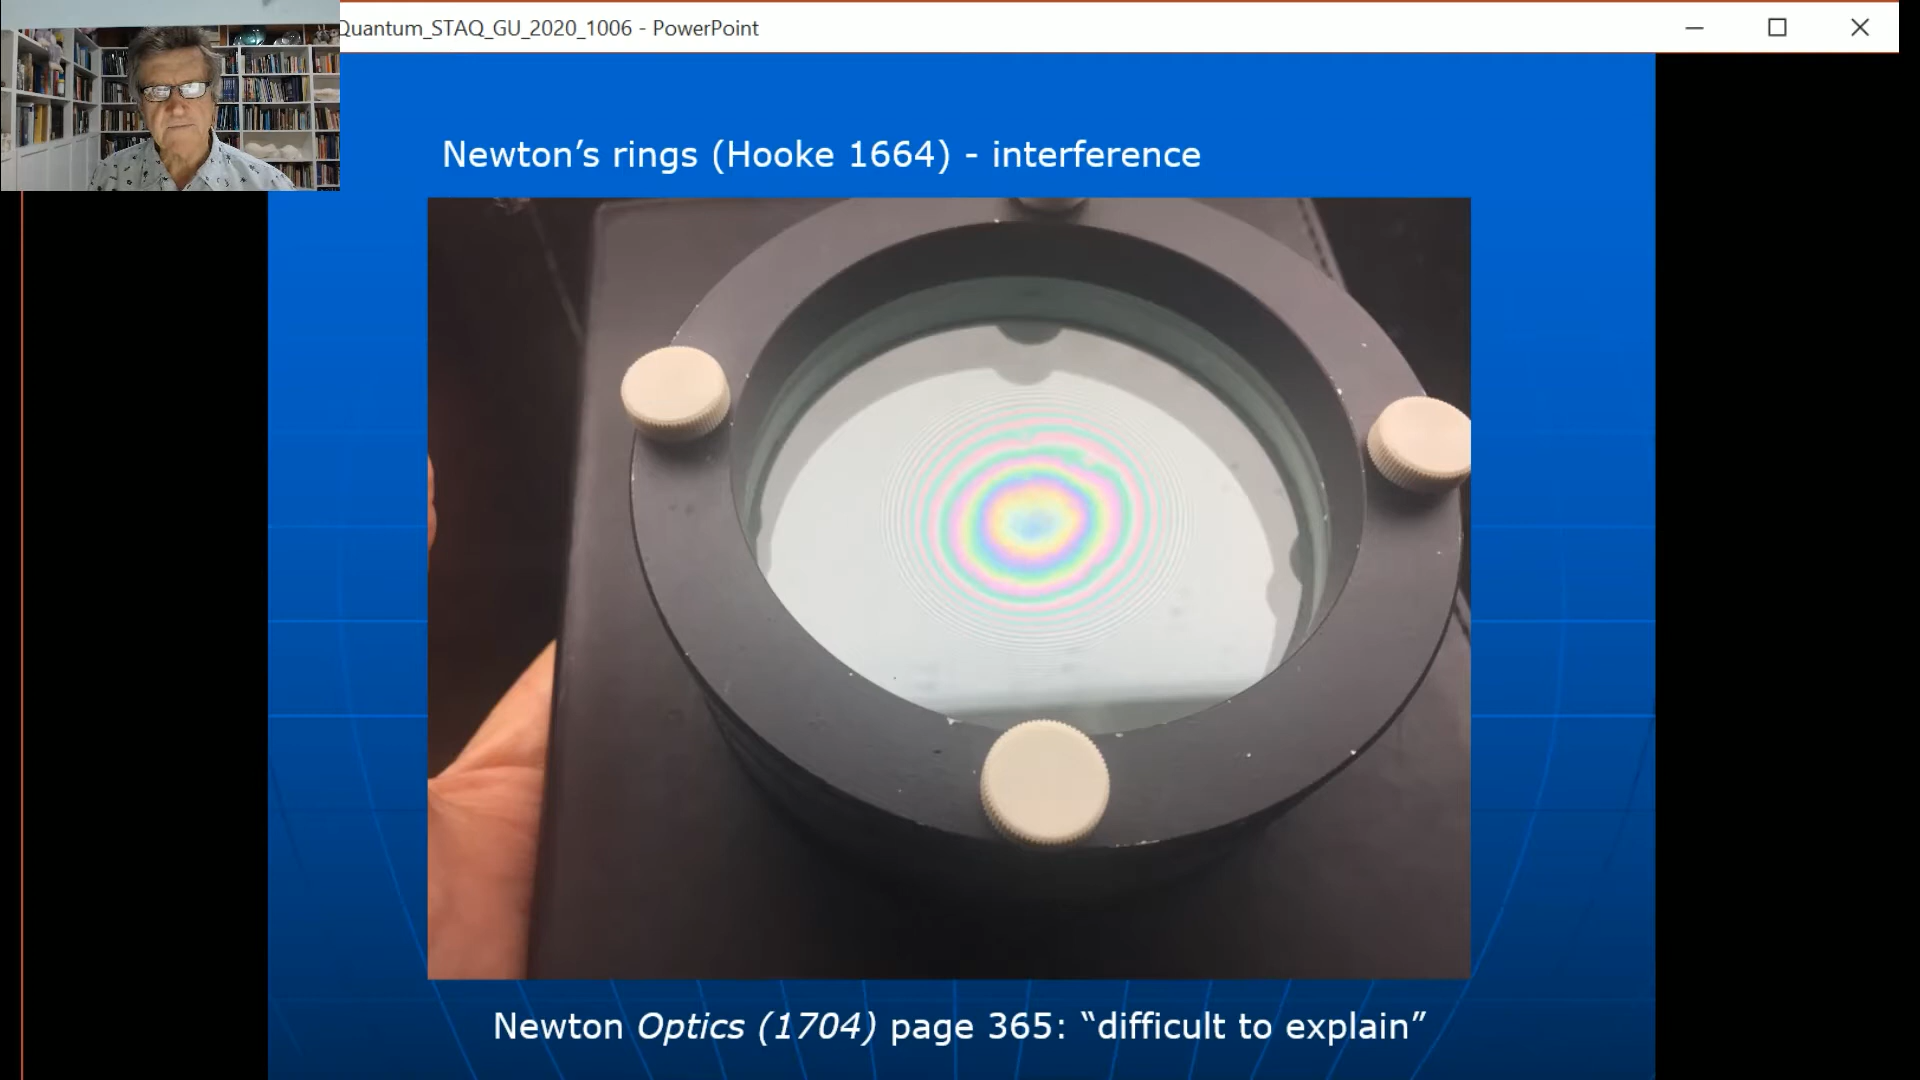 Quantum_STAQ_GU_2020_1006 - PowerPoint
Newton’s rings (Hooke 1664) - interference
Newton Optics (1704) page 365: “difficult to explain”